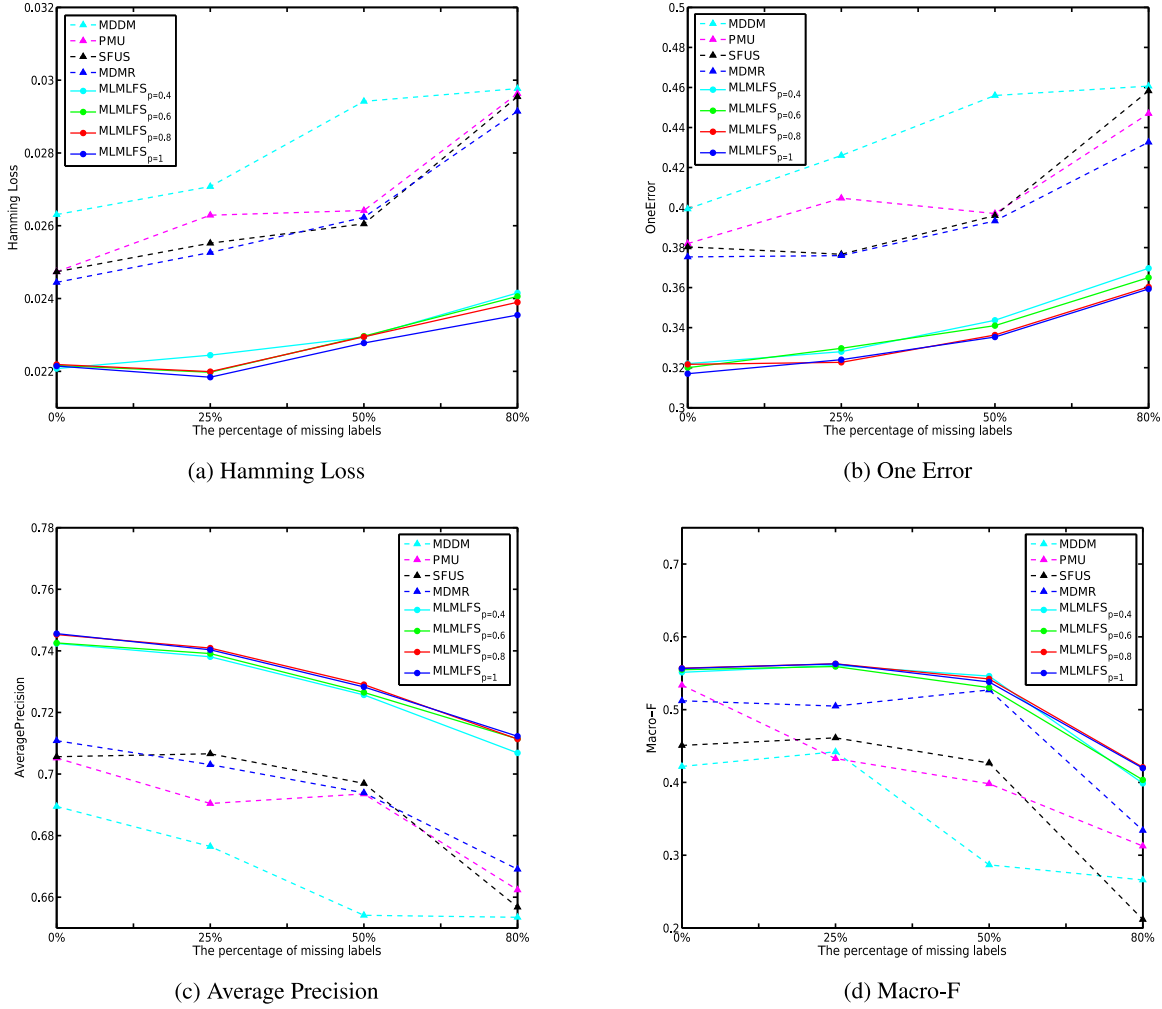 0.032
0.03
0.028
0.026
0.024
0.022
Hamming Loss
MDDM
PMU
SFUS
MDMR
MLMLFSp=0.4
MLMLFSp=0.6
MLMLFSp=0.8
MLMLFSp=1
0% 25% 50% 80%
The percentage of missing labels
(a) Hamming Loss
0.5
0.48
0.46
0.44
0.42
0.4
0.38
0.36
0.34
0.32
0.3
OneError
MDDM
PMU
SFUS
MDMR
MLMLFSp=0.4
MLMLFSp=0.6
MLMLFSp=0.8
MLMLFSp=1
0% 25% 50% 80%
The percentage of missing labels
(b) One Error
0.78
0.76
0.74
0.72
0.7
0.68
0.66
AveragePrecision
MDDM
PMU
SFUS
MDMR
MLMLFSp=0.4
MLMLFSp=0.6
MLMLFSp=0.8
MLMLFSp=1
0% 25% 50% 80%
The percentage of missing labels
(c) Average Precision
0.7
0.6
0.5
0.4
0.3
0.2
Macro-F
MDDM
PMU
SFUS
MDMR
MLMLFSp=0.4
MLMLFSp=0.6
MLMLFSp=0.8
MLMLFSp=1
0% 25% 50% 80%
The percentage of missing labels
(d) Macro-F